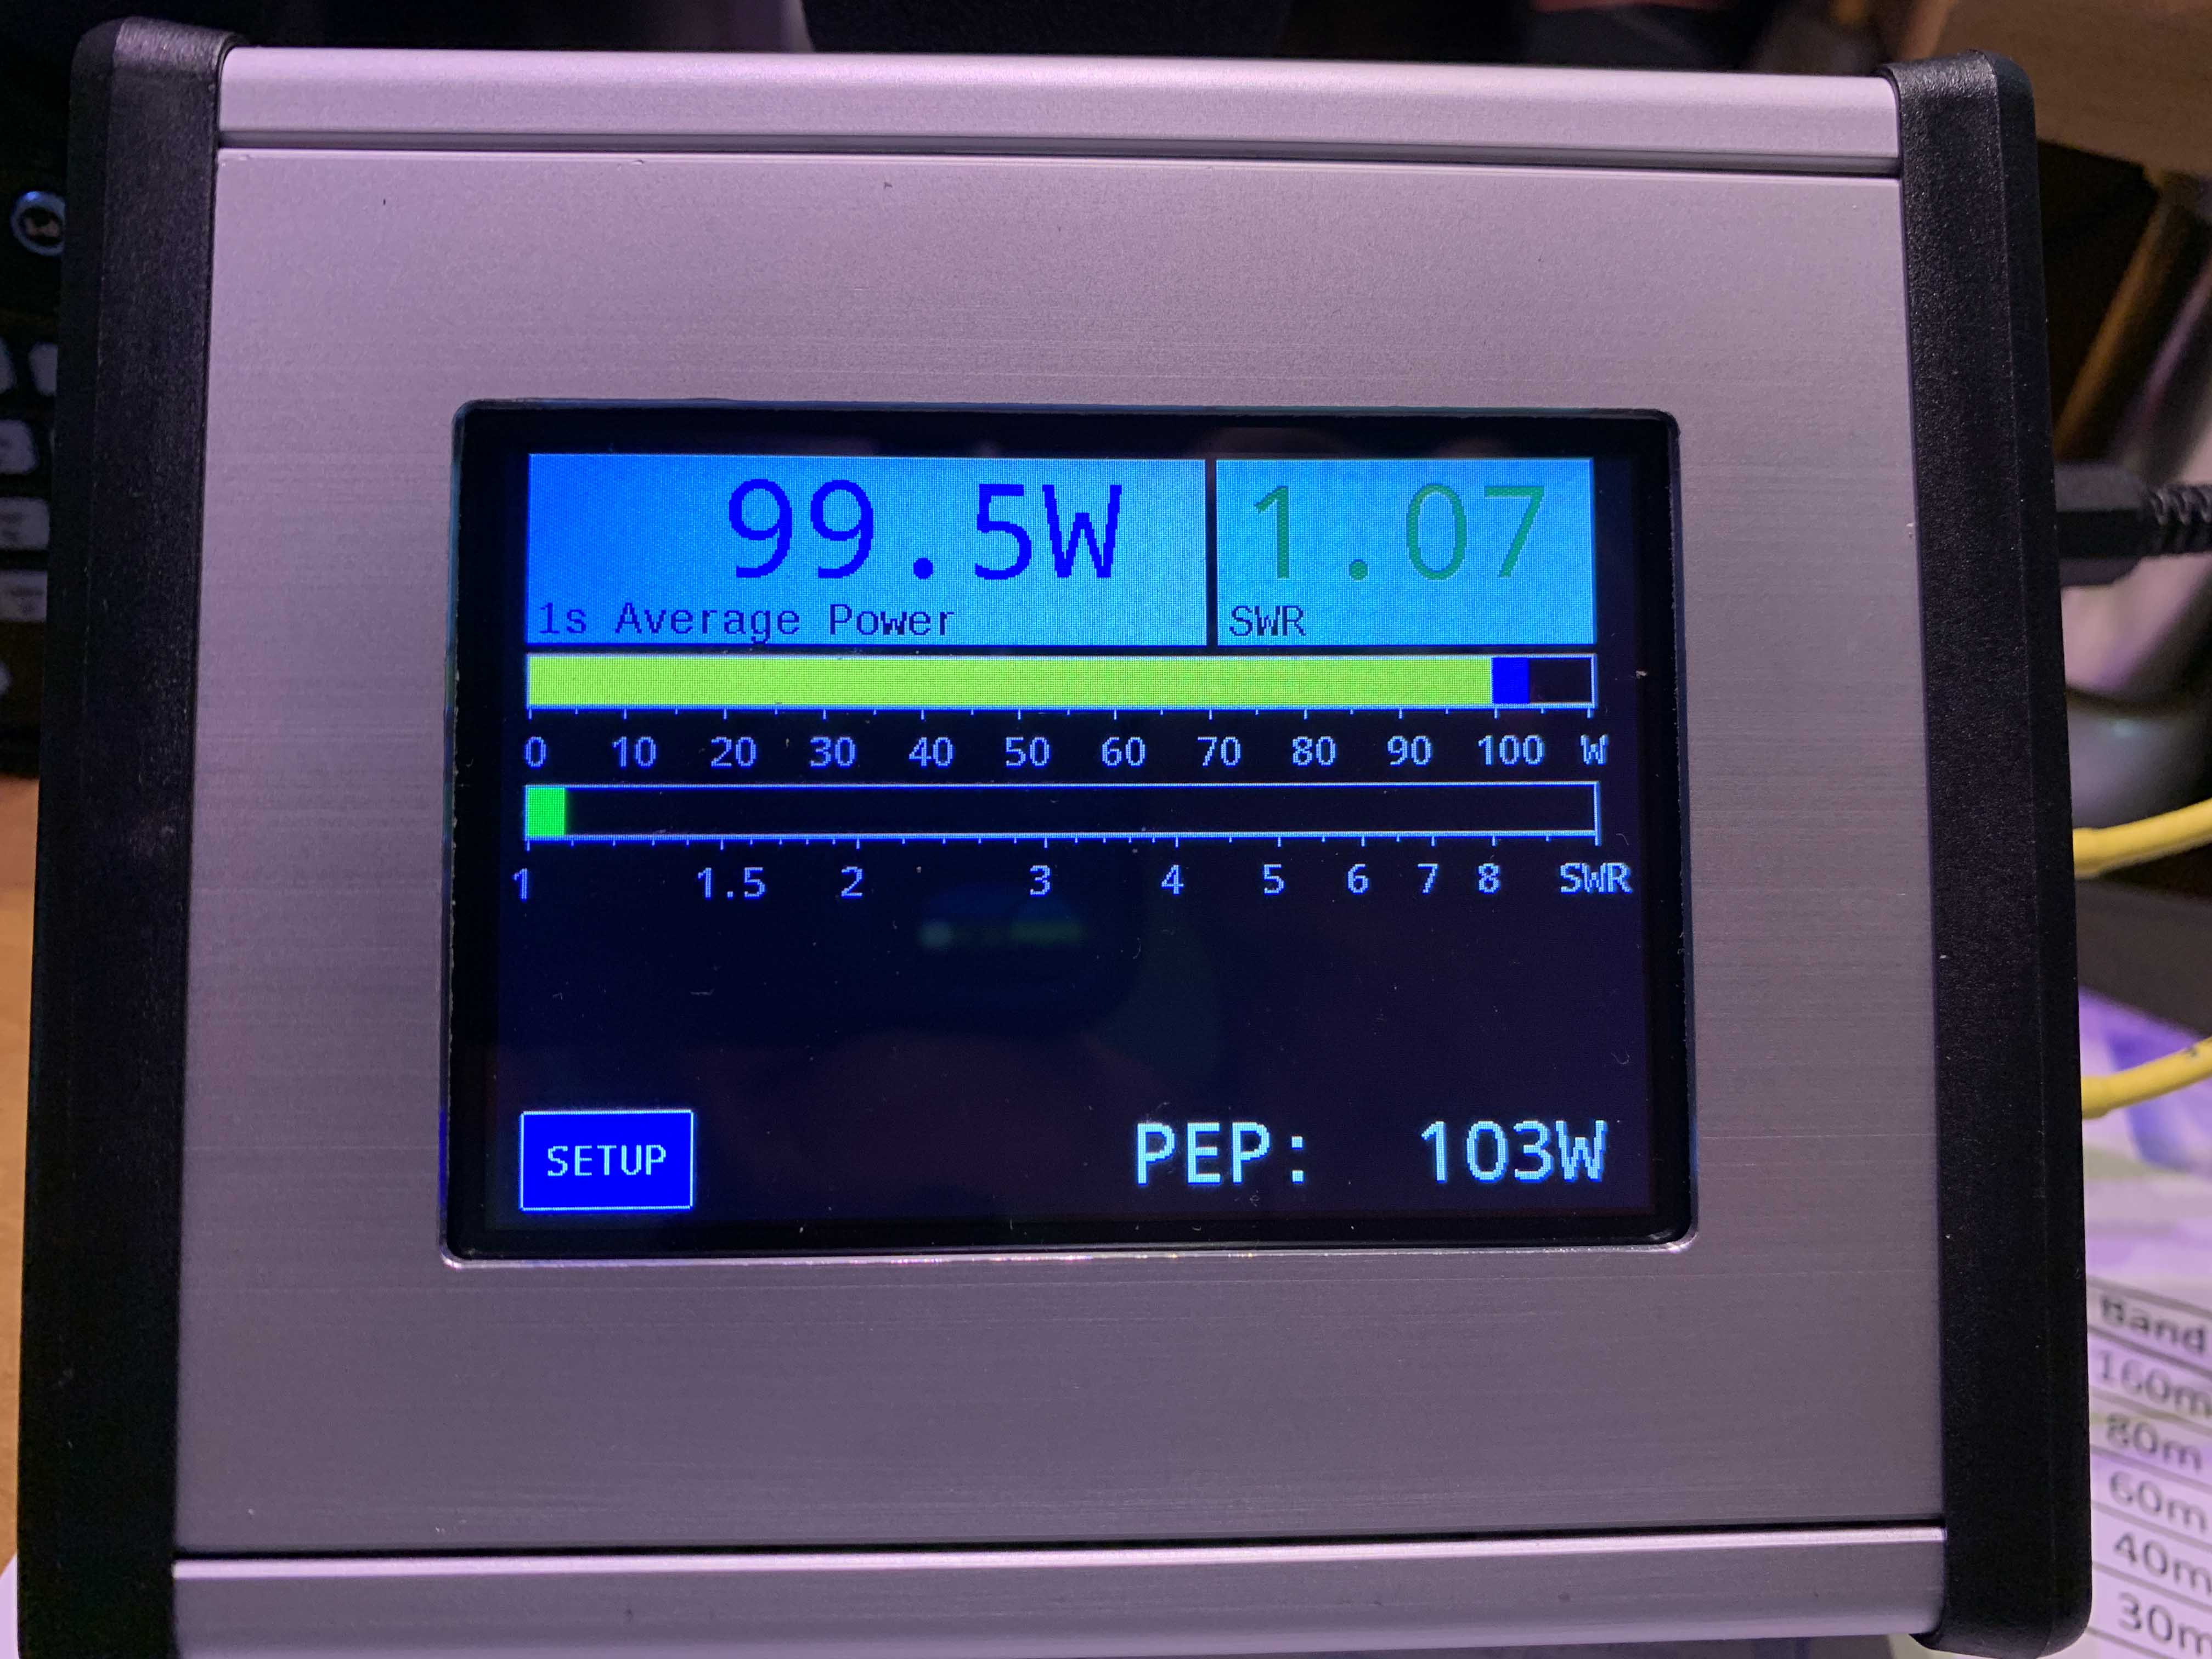 99.5W 1.07
1s Average Power SWR
0 10 20 30 40 50 60 70 80 90 100 W
1 1.5 2 3 4 5 6 7 8 SWR
SETUP PEP: 103W
Band
160m
80m
60m
40m
30m